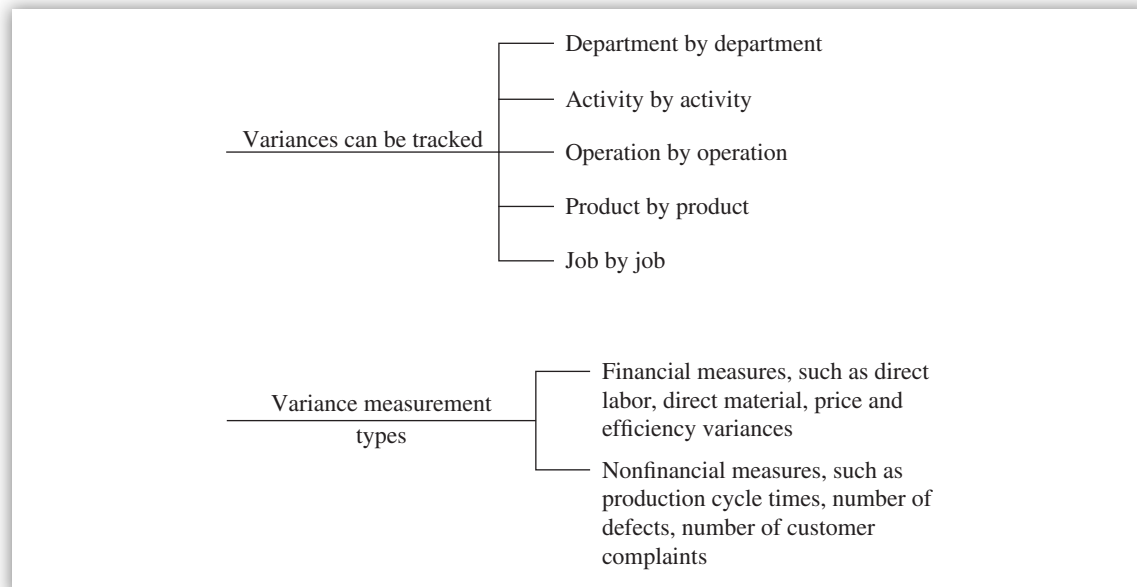 Department by department
Activity by activity
Variances can be tracked
Operation by operation
Product by product
Job by job
Financial measures, such as direct
labor, direct material, price and
efficiency variances
Variance measurement
types
Nonfinancial measures, such as
production cycle times, number of
defects, number of customer
complaints